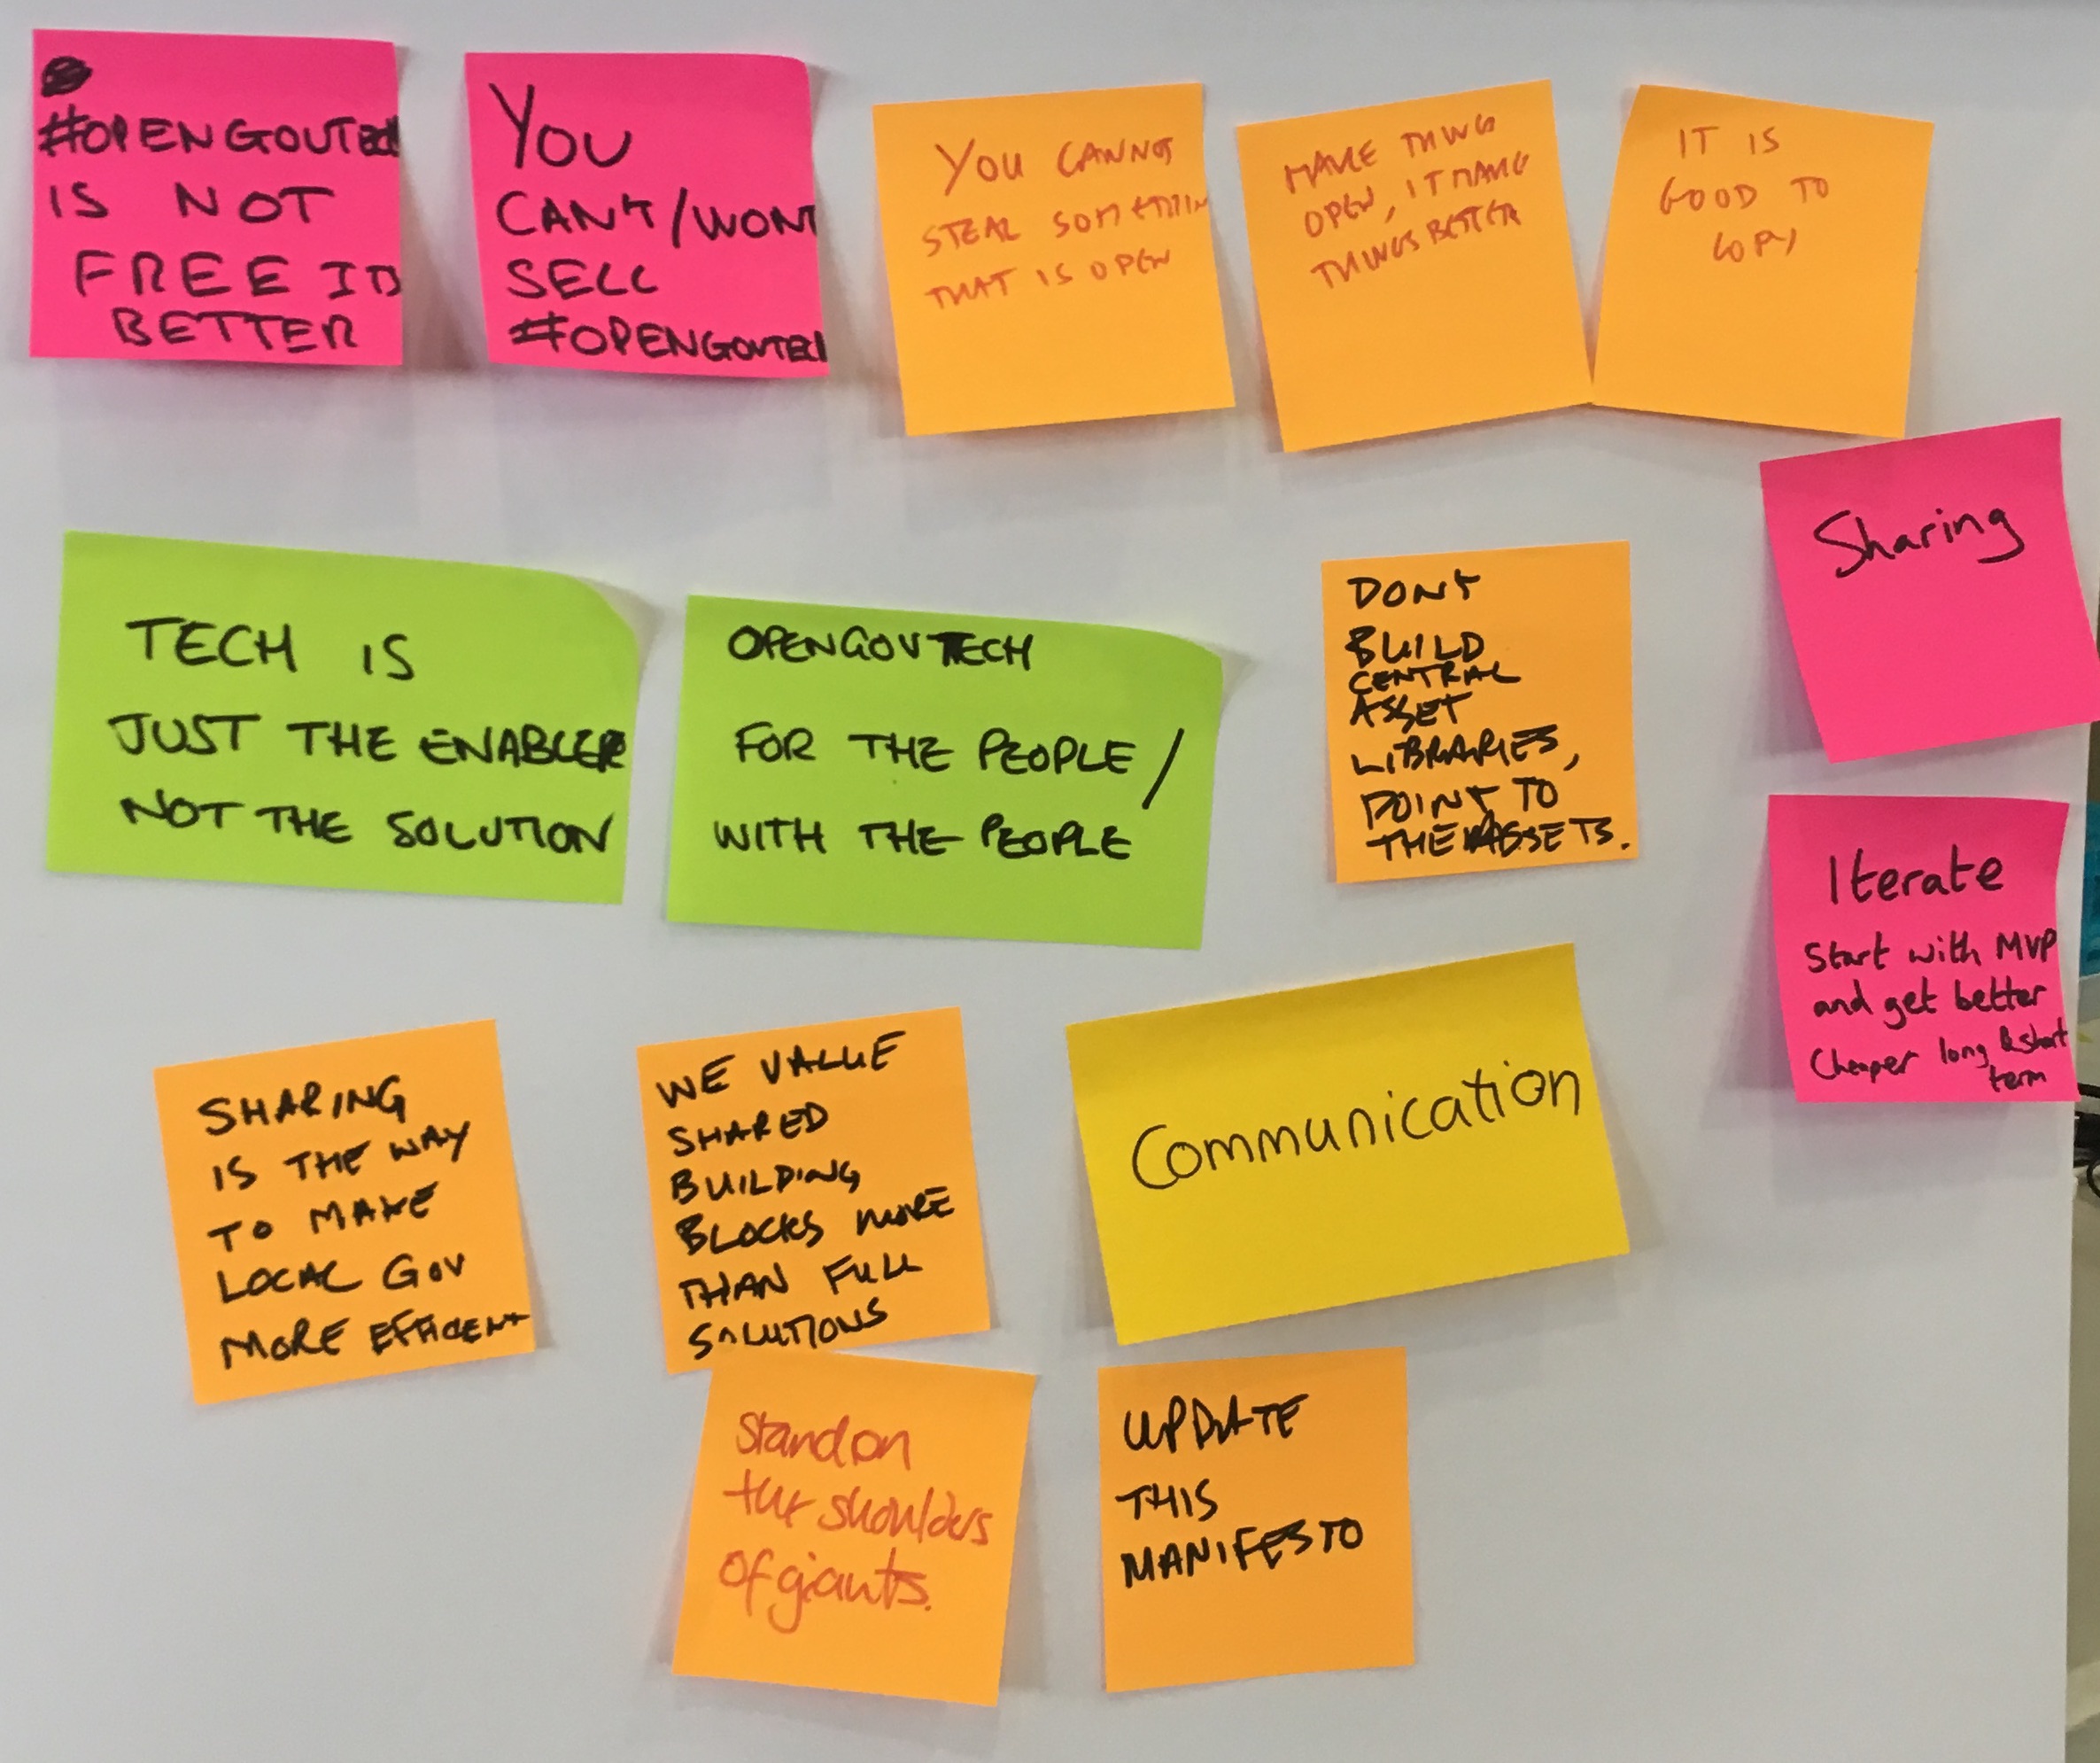 #OPENGOVTECH
IS NOT
FREE ITS
BETTER
YOU
CAN'T/WONT
SELL
#OPENGOVTECH
YOU CANNOT
STEAL SOMETHIN
THAT IS OPEN
MAKE THINGS
OPEN, IT MAKES
THINGS BETTER
IT IS
GOOD TO
COPY
Sharing
TECH IS
JUST THE ENABLER
NOT THE SOLUTION
OPENGOVTECH
FOR THE PEOPLE /
WITH THE PEOPLE
DON'T
BUILD
CENTRAL
ASSET
LIBRARIES,
POINT TO
THE ASSETS.
Iterate
Start with MVP
and get better
Cheaper long & short
term
SHARING
IS THE WAY
TO MAKE
LOCAL GOV
MORE EFFICIENT
WE VALUE
SHARED
BUILDING
BLOCKS MORE
THAN FULL
SOLUTIONS
Communication
Stand on
the shoulders
of giants.
UPDATE
THIS
MANIFESTO